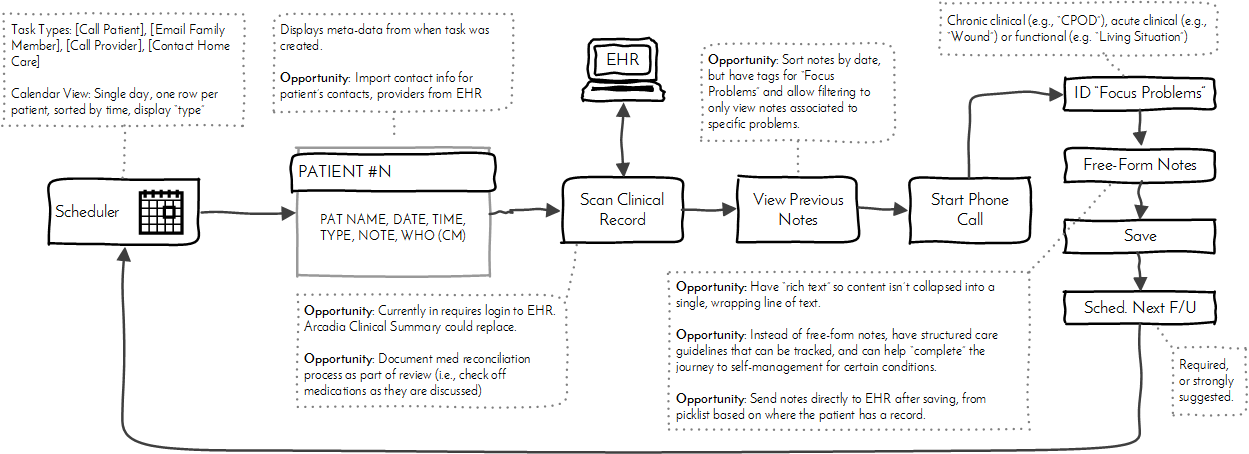 Task Types: [Call Patient], [Email Family
Member], [Call Provider], [Contact Home
Care]
Calendar View: Single day, one row per
patient, sorted by time, display "type"
Displays meta-data from when task was
created.
Opportunity: Import contact info for
patient's contacts, providers from EHR
EHR
Opportunity: Sort notes by date,
but have tags for "Focus
Problems" and allow filtering to
only view notes associated to
specific problems.
Chronic clinical (e.g., "CPOD"), acute clinical (e.g.,
"Wound") or functional (e.g. "Living Situation")
Scheduler
PATIENT #N
PAT NAME, DATE, TIME,
TYPE, NOTE, WHO (CM)
Scan Clinical
Record
View Previous
Notes
Start Phone
Call
ID "Focus Problems"
Free-Form Notes
Save
Sched. Next F/U
Opportunity: Currently in requires login to EHR.
Arcadia Clinical Summary could replace.
Opportunity: Document med reconciliation
process as part of review (i.e., check off
medications as they are discussed)
Opportunity: Have "rich text" so content isn't collapsed into a
single, wrapping line of text.
Opportunity: Instead of free-form notes, have structured care
guidelines that can be tracked, and can help "complete" the
journey to self-management for certain conditions.
Opportunity: Send notes directly to EHR after saving, from
picklist based on where the patient has a record.
Required,
or strongly
suggested.